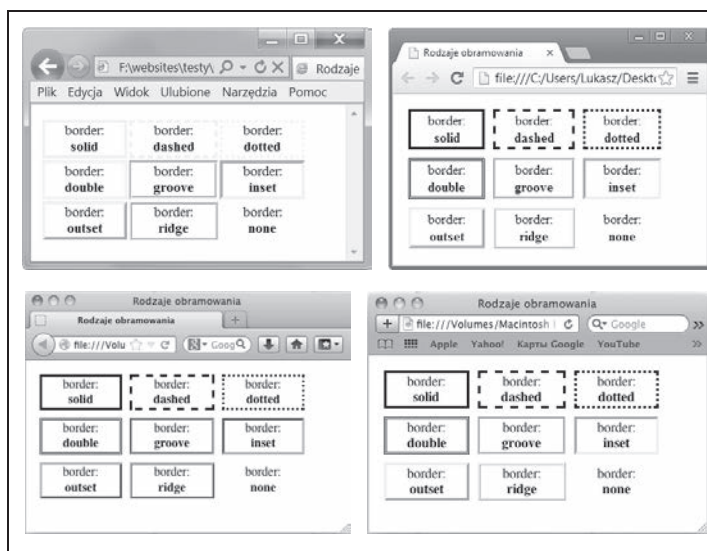 F:\websites\testy\
Rodzaje
Plik Edycja Widok Ulubione Narzędzia Pomoc
border: border: border:
solid dashed dotted
border: border: border:
double groove inset
border: border: border:
outset ridge none
Rodzaje obramowania
file:///C:/Users/Lukasz/Deskt
border: border: border:
solid dashed dotted
border: border: border:
double groove inset
border: border: border:
outset ridge none
Rodzaje obramowania
Rodzaje obramowania
file:///Volu
Goog
border: border: border:
solid dashed dotted
border: border: border:
double groove inset
border: border: border:
outset ridge none
Rodzaje obramowania
file:///Volumes/Macintosh
Google
Apple Yahoo! Карты Google YouTube
border: border: border:
solid dashed dotted
border: border: border:
double groove inset
border: border: border:
outset ridge none